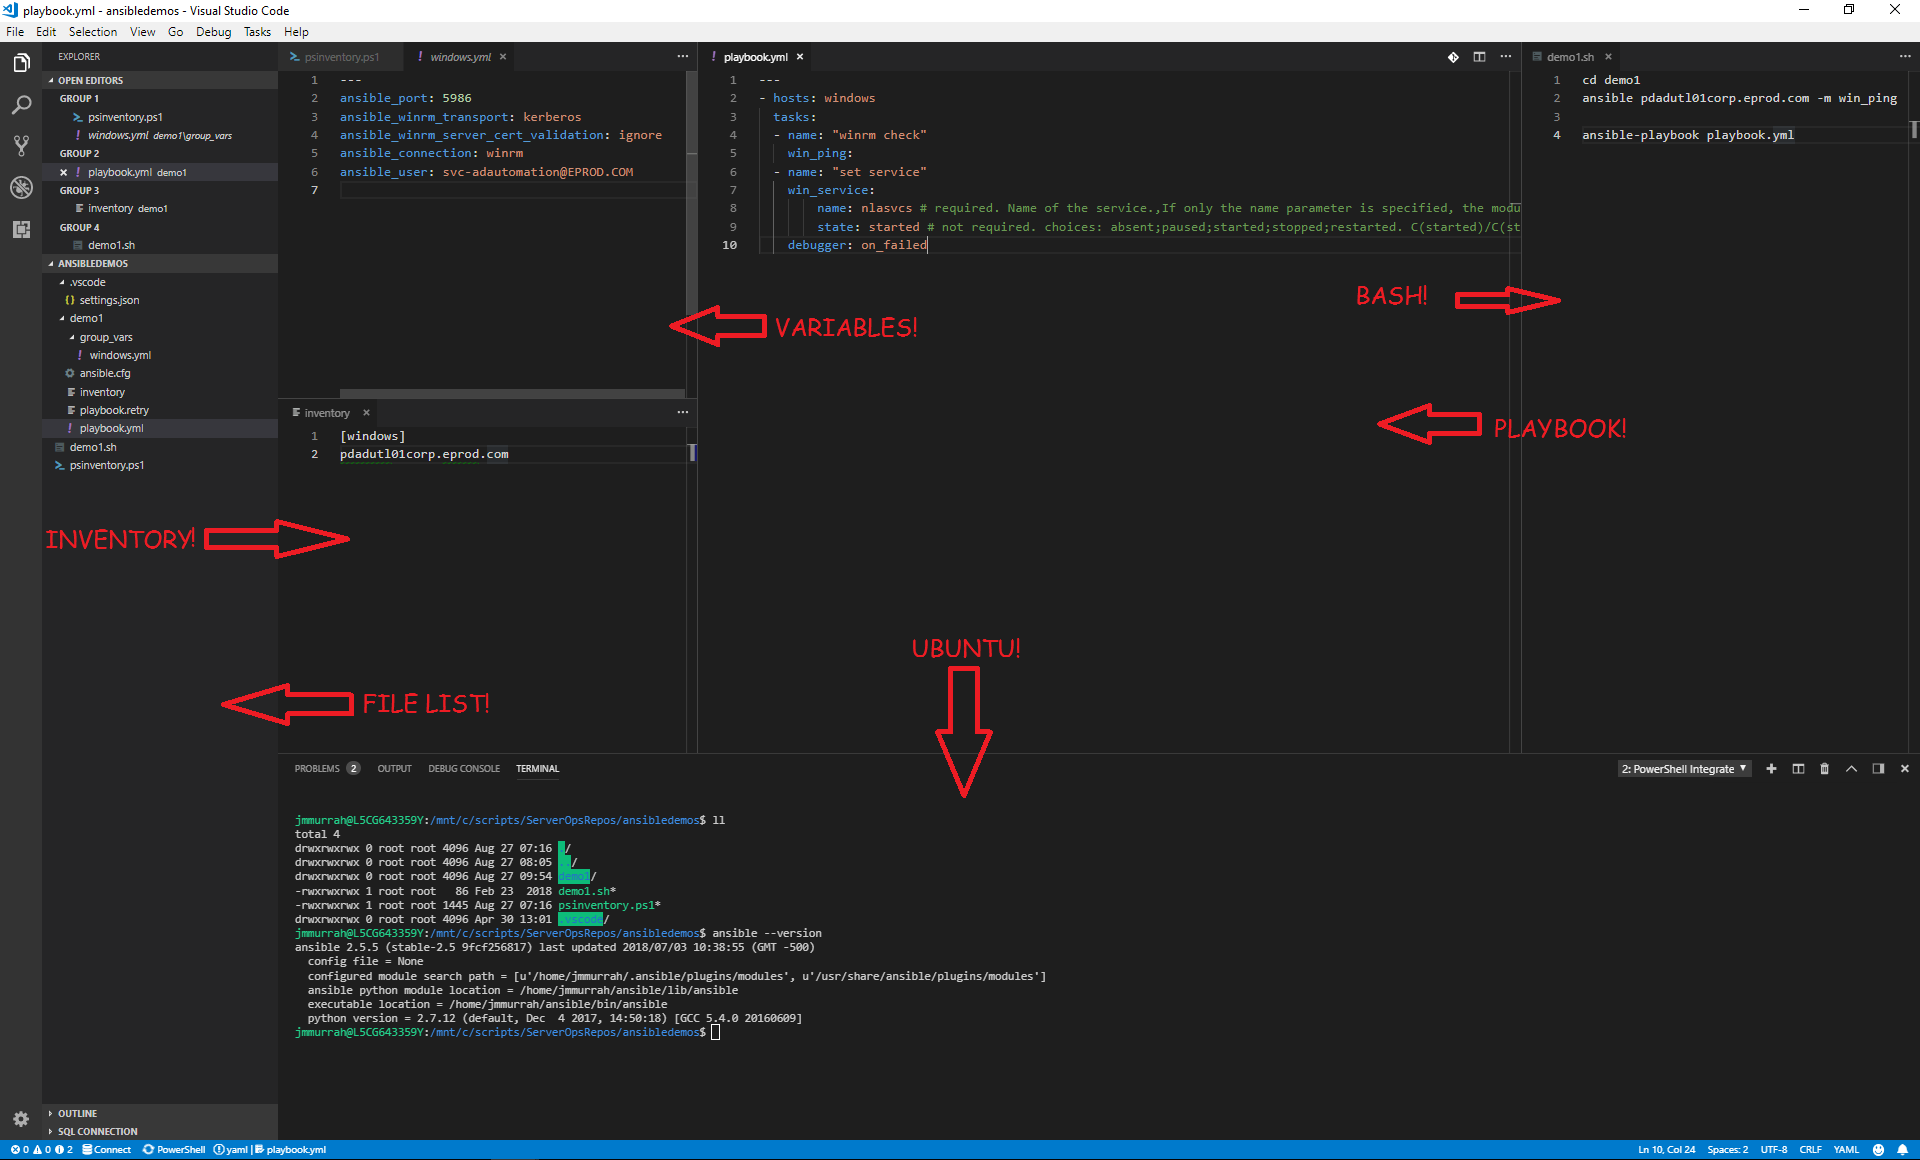 playbook.yml - ansibledemos - Visual Studio Code
File Edit Selection View Go Debug Tasks Help
EXPLORER
OPEN EDITORS
GROUP 1
psinventory.ps1
windows.yml demo1\group_vars
GROUP 2
playbook.yml demo1
GROUP 3
inventory demo1
GROUP 4
demo1.sh
ANSIBLEDEMOS
.vscode
settings.json
demo1
group_vars
windows.yml
ansible.cfg
inventory
playbook.retry
playbook.yml
demo1.sh
psinventory.ps1
OUTLINE
SQL CONNECTION
psinventory.ps1 windows.yml
1 ---
2 ansible_port: 5986
3 ansible_winrm_transport: kerberos
4 ansible_winrm_server_cert_validation: ignore
5 ansible_connection: winrm
6 ansible_user: svc-adautomation@EPROD.COM
7
inventory
1 [windows]
2 pdadutl01corp.eprod.com
playbook.yml
1 ---
2 - hosts: windows
3 tasks:
4 - name: "winrm check"
5 win_ping:
6 - name: "set service"
7 win_service:
8 name: nlasvcs # required. Name of the service.,If only the name parameter is specified, the modu
9 state: started # not required. choices: absent;paused;started;stopped;restarted. C(started)/C(st
10 debugger: on_failed
demo1.sh
1 cd demo1
2 ansible pdadutl01corp.eprod.com -m win_ping
3
4 ansible-playbook playbook.yml
VARIABLES!
BASH!
PLAYBOOK!
INVENTORY!
UBUNTU!
FILE LIST!
PROBLEMS 2 OUTPUT DEBUG CONSOLE TERMINAL
2: PowerShell Integrate
jmmurrah@L5CG643359Y:/mnt/c/scripts/ServerOpsRepos/ansibledemos$ ll
total 4
drwxrwxrwx 0 root root 4096 Aug 27 07:16 ./
drwxrwxrwx 0 root root 4096 Aug 27 08:05 ../
drwxrwxrwx 0 root root 4096 Aug 27 09:54 demo1/
-rwxrwxrwx 1 root root 86 Feb 23 2018 demo1.sh*
-rwxrwxrwx 1 root root 1445 Aug 27 07:16 psinventory.ps1*
drwxrwxrwx 0 root root 4096 Apr 30 13:01 .vscode/
jmmurrah@L5CG643359Y:/mnt/c/scripts/ServerOpsRepos/ansibledemos$ ansible --version
ansible 2.5.5 (stable-2.5 9fcf256817) last updated 2018/07/03 10:38:55 (GMT -500)
config file = None
configured module search path = [u'/home/jmmurrah/.ansible/plugins/modules', u'/usr/share/ansible/plugins/modules']
ansible python module location = /home/jmmurrah/ansible/lib/ansible
executable location = /home/jmmurrah/ansible/bin/ansible
python version = 2.7.12 (default, Dec 4 2017, 14:50:18) [GCC 5.4.0 20160609]
jmmurrah@L5CG643359Y:/mnt/c/scripts/ServerOpsRepos/ansibledemos$
0 0 2 Connect PowerShell yaml | playbook.yml
Ln 10, Col 24 Spaces: 2 UTF-8 CRLF YAML